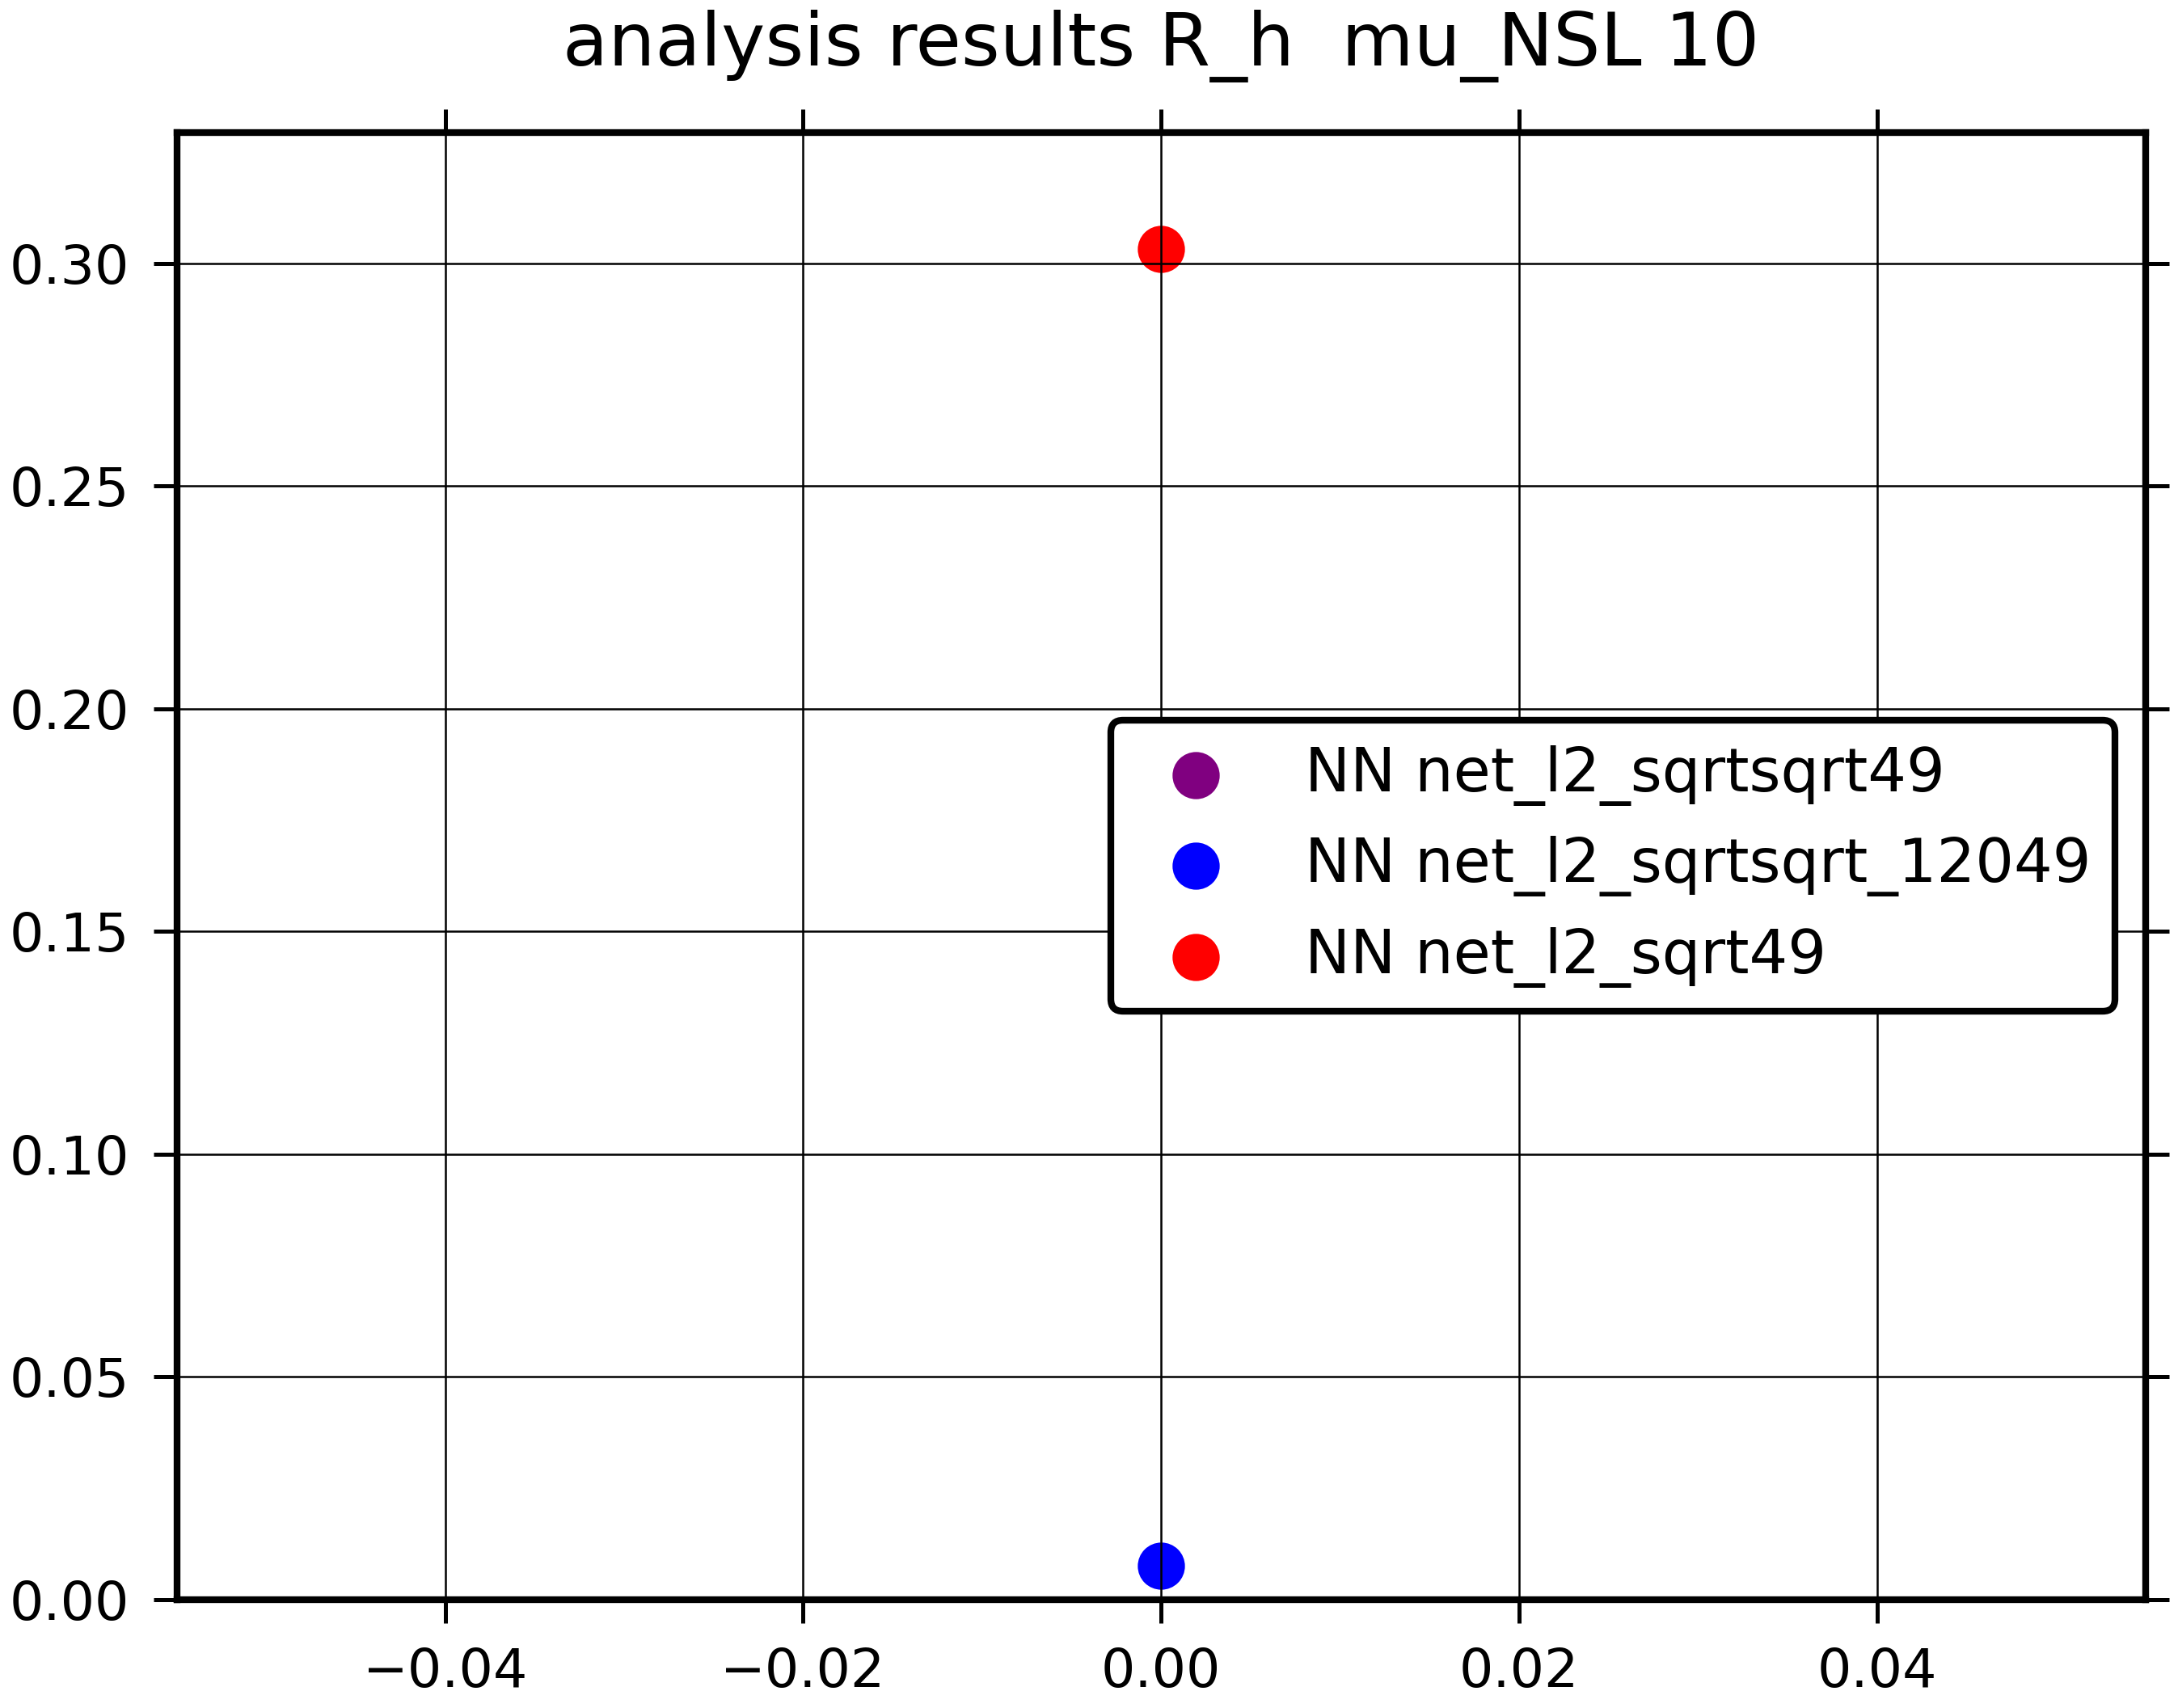 analysis results R_h  mu_NSL 10
0.30
0.25
0.20
0.15
0.10
0.05
0.00
NN net_l2_sqrtsqrt49
NN net_l2_sqrtsqrt_12049
NN net_l2_sqrt49
−0.04 −0.02 0.00 0.02 0.04